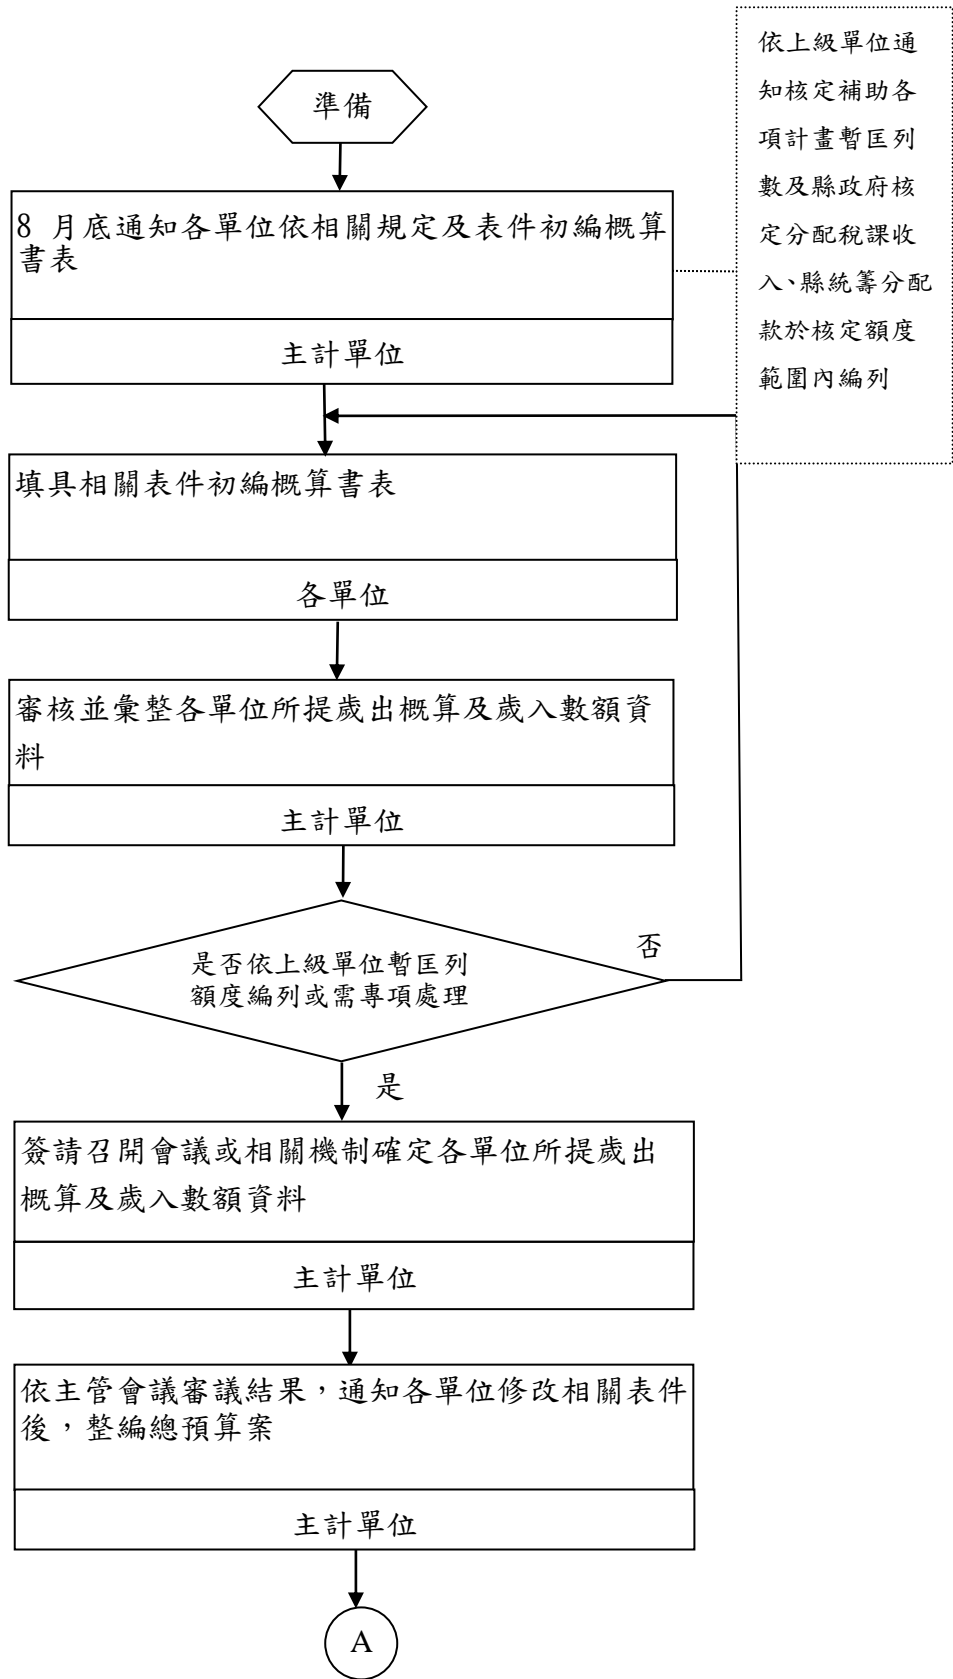 準備
依上級單位通
知核定補助各
項計畫暫匡列
數及縣政府核
定分配稅課收
入、縣統籌分配
款於核定額度
範圍內編列
8 月底通知各單位依相關規定及表件初編概算
書表
主計單位
填具相關表件初編概算書表
各單位
審核並彙整各單位所提歲出概算及歲入數額資
料
主計單位
是否依上級單位暫匡列
額度編列或需專項處理
否
是
簽請召開會議或相關機制確定各單位所提歲出
概算及歲入數額資料
主計單位
依主管會議審議結果，通知各單位修改相關表件
後，整編總預算案
主計單位
A